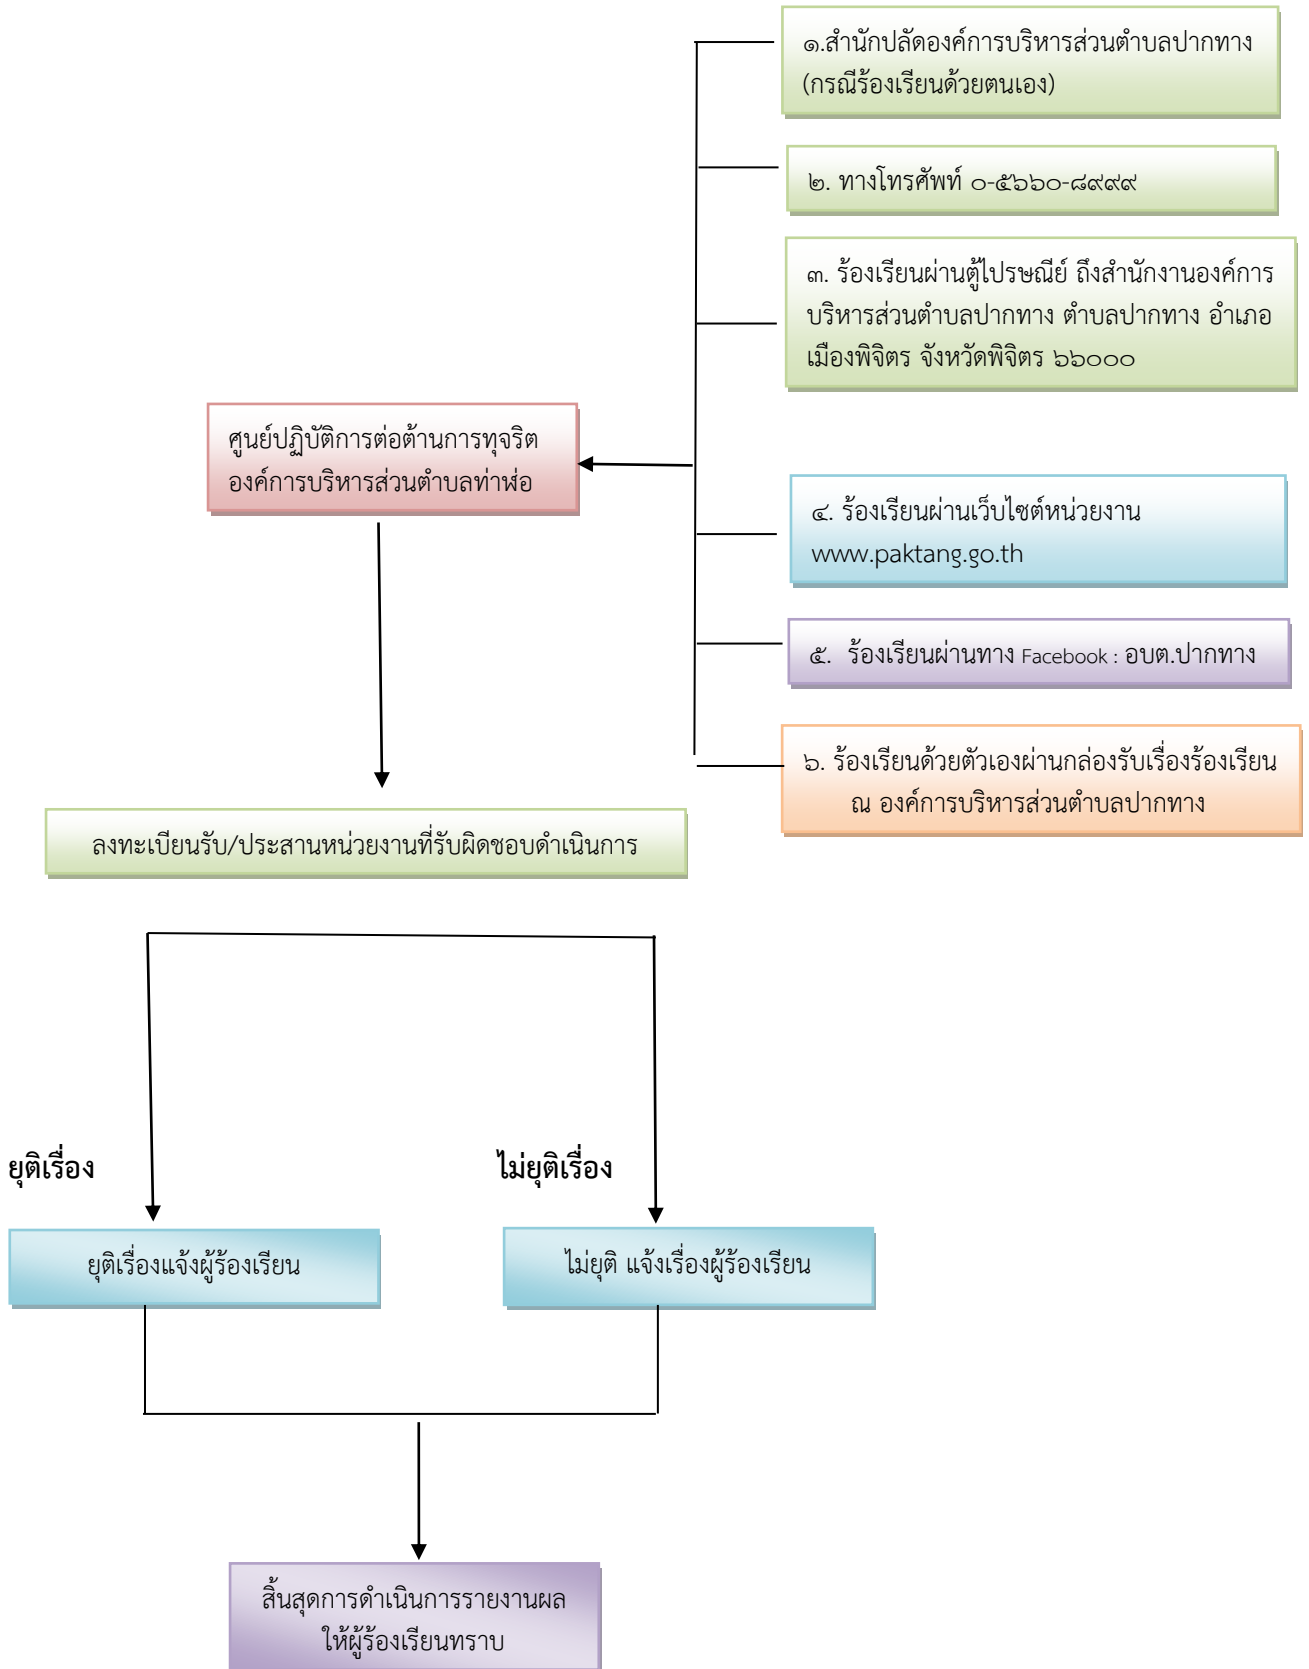 ๑.สำนักปลัดองค์การบริหารส่วนตำบลปากทาง
(กรณีร้องเรียนด้วยตนเอง)
๒. ทางโทรศัพท์ ๐-๕๖๖๐-๘๙๙๙
๓. ร้องเรียนผ่านตู้ไปรษณีย์ ถึงสำนักงานองค์การ
บริหารส่วนตำบลปากทาง ตำบลปากทาง อำเภอ
เมืองพิจิตร จังหวัดพิจิตร ๖๖๐๐๐
ศูนย์ปฏิบัติการต่อต้านการทุจริต
องค์การบริหารส่วนตำบลท่าฬ่อ
๔. ร้องเรียนผ่านเว็บไซต์หน่วยงาน
www.paktang.go.th
๕. ร้องเรียนผ่านทาง Facebook : อบต.ปากทาง
๖. ร้องเรียนด้วยตัวเองผ่านกล่องรับเรื่องร้องเรียน
ณ องค์การบริหารส่วนตำบลปากทาง
ลงทะเบียนรับ/ประสานหน่วยงานที่รับผิดชอบดำเนินการ
ยุติเรื่อง
ไม่ยุติเรื่อง
ยุติเรื่องแจ้งผู้ร้องเรียน
ไม่ยุติ แจ้งเรื่องผู้ร้องเรียน
สิ้นสุดการดำเนินการรายงานผล
ให้ผู้ร้องเรียนทราบ